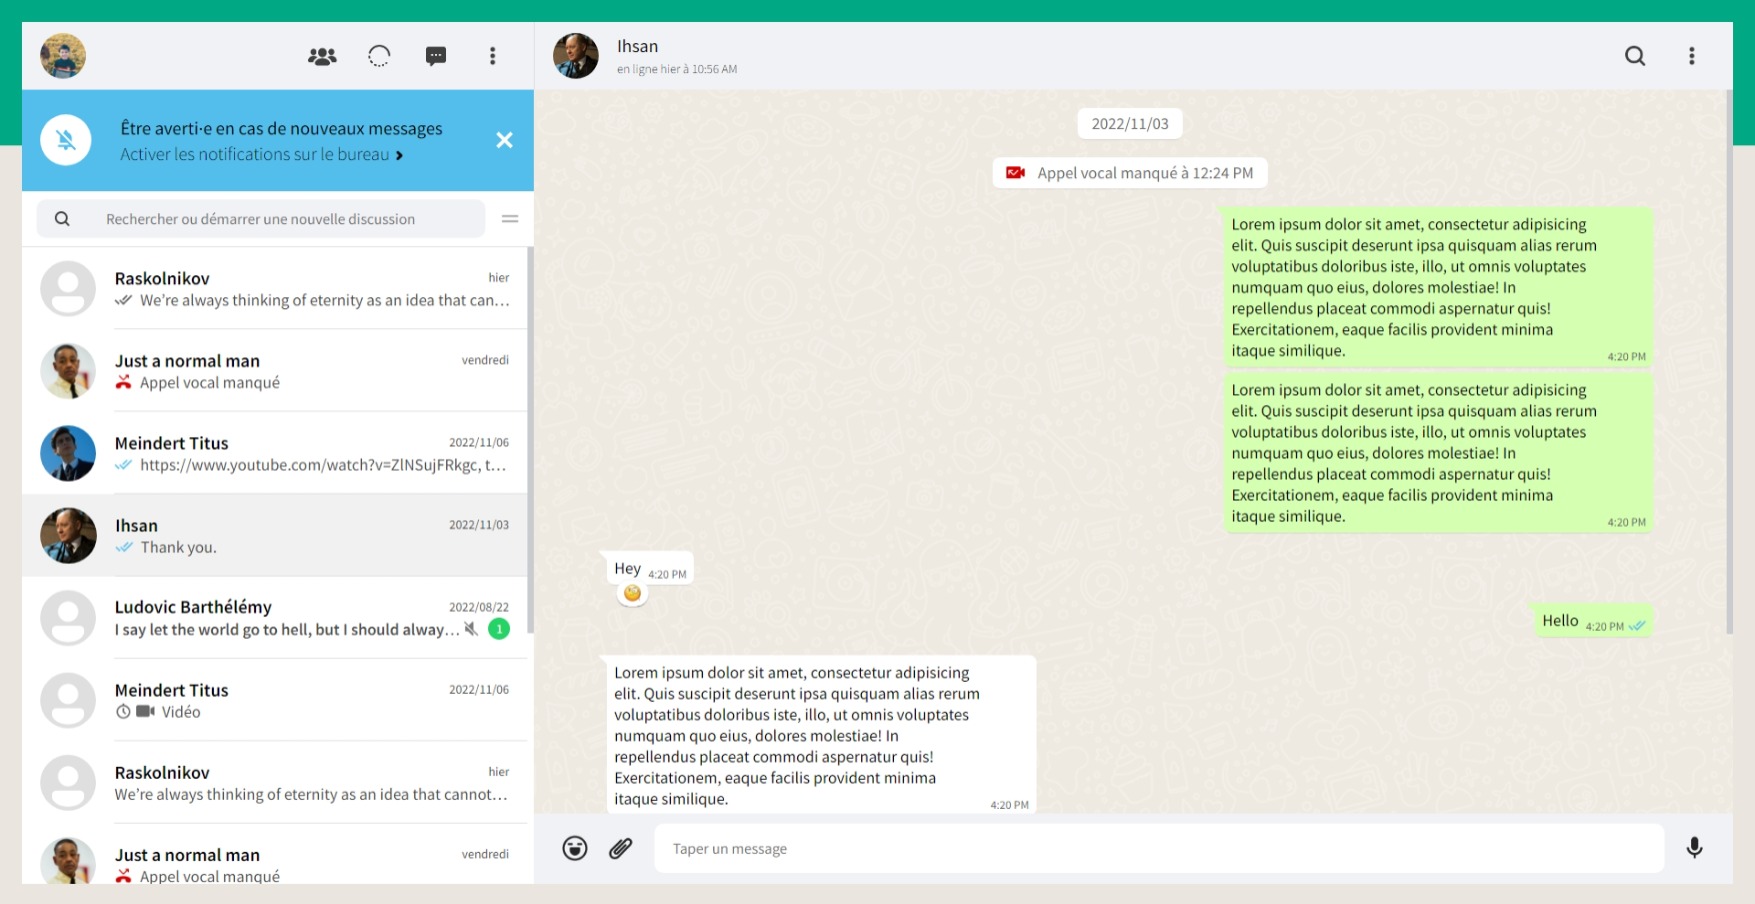 Être averti·e en cas de nouveaux messages
Activer les notifications sur le bureau
Rechercher ou démarrer une nouvelle discussion
Raskolnikov
hier
We’re always thinking of eternity as an idea that can…
Just a normal man
vendredi
Appel vocal manqué
Meindert Titus
2022/11/06
https://www.youtube.com/watch?v=ZlNSujFRkgc, t…
Ihsan
2022/11/03
Thank you.
Ludovic Barthélémy
2022/08/22
I say let the world go to hell, but I should alway…
1
Meindert Titus
2022/11/06
Vidéo
Raskolnikov
hier
We’re always thinking of eternity as an idea that cannot…
Just a normal man
vendredi
Appel vocal manqué
Ihsan
en ligne hier à 10:56 AM
2022/11/03
Appel vocal manqué à 12:24 PM
Lorem ipsum dolor sit amet, consectetur adipisicing
elit. Quis suscipit deserunt ipsa quisquam alias rerum
voluptatibus doloribus iste, illo, ut omnis voluptates
numquam quo eius, dolores molestiae! In
repellendus placeat commodi aspernatur quis!
Exercitationem, eaque facilis provident minima
itaque similique.
4:20 PM
Lorem ipsum dolor sit amet, consectetur adipisicing
elit. Quis suscipit deserunt ipsa quisquam alias rerum
voluptatibus doloribus iste, illo, ut omnis voluptates
numquam quo eius, dolores molestiae! In
repellendus placeat commodi aspernatur quis!
Exercitationem, eaque facilis provident minima
itaque similique.
4:20 PM
Hey 4:20 PM
Hello 4:20 PM
Lorem ipsum dolor sit amet, consectetur adipisicing
elit. Quis suscipit deserunt ipsa quisquam alias rerum
voluptatibus doloribus iste, illo, ut omnis voluptates
numquam quo eius, dolores molestiae! In
repellendus placeat commodi aspernatur quis!
Exercitationem, eaque facilis provident minima
itaque similique.
4:20 PM
Taper un message